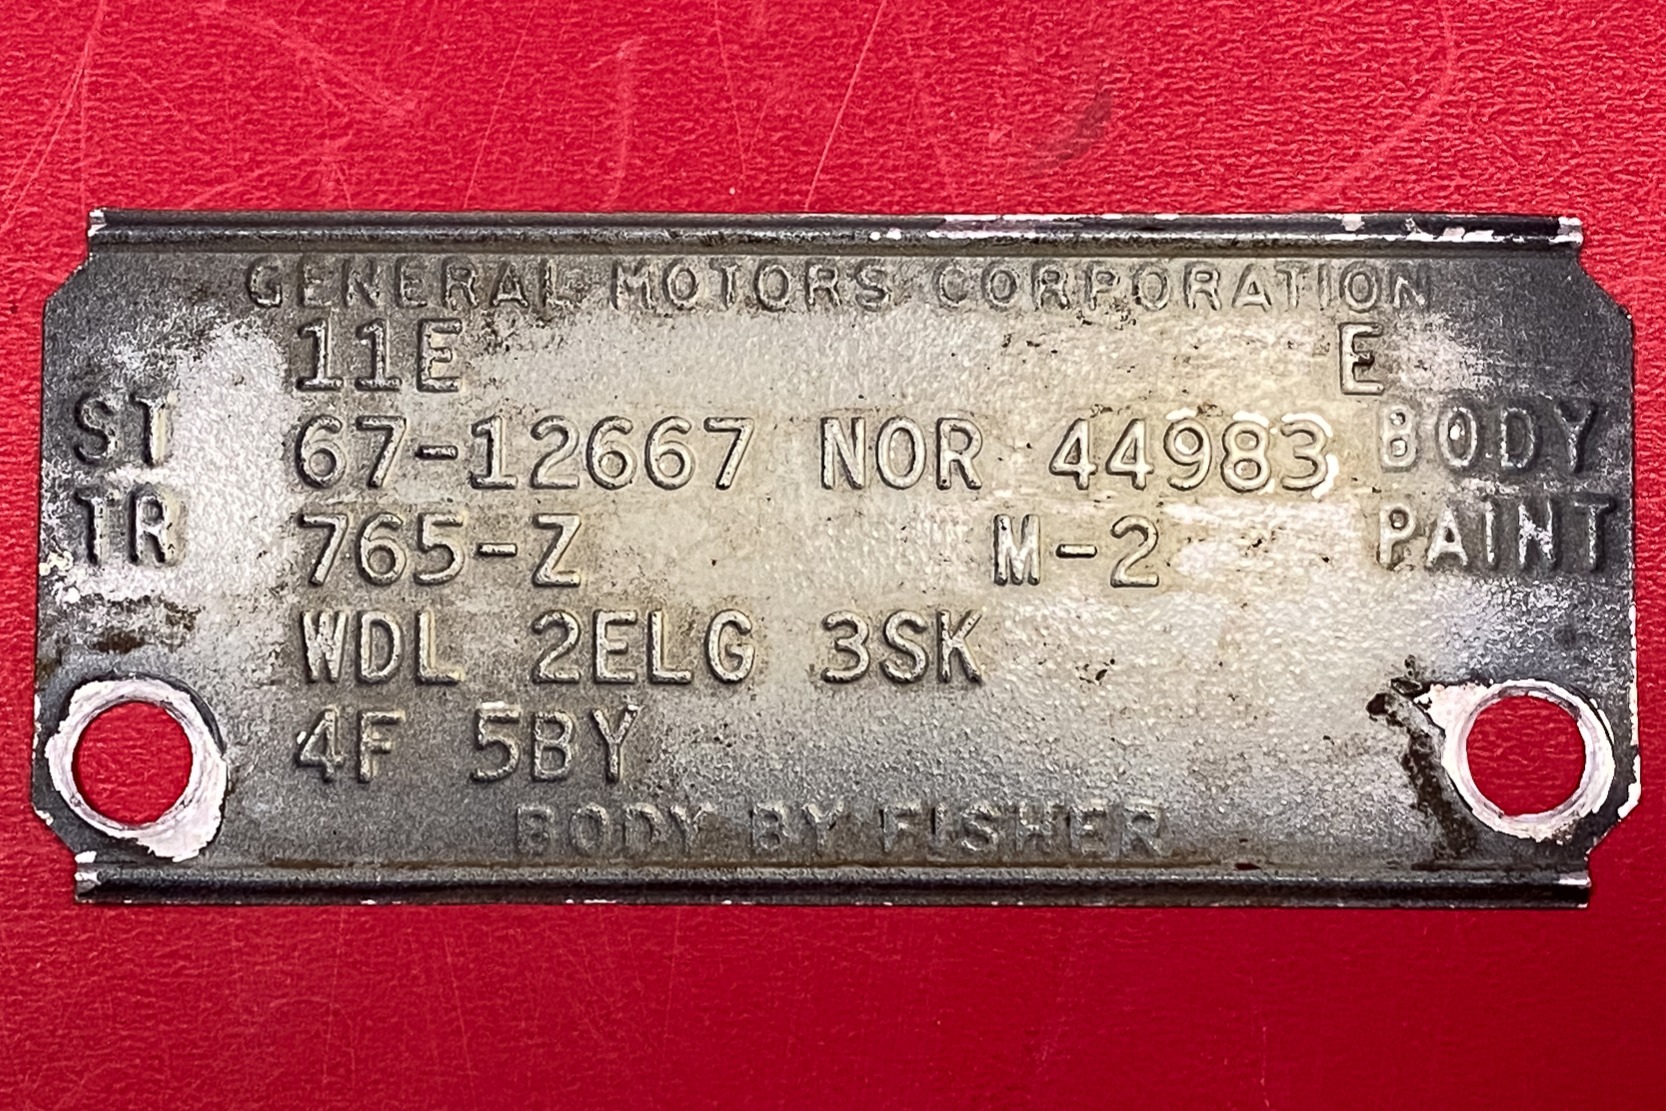 GENERAL MOTORS CORPORATION
11E E
ST 67-12667 NOR 44983 BODY
TR 765-Z M-2 PAINT
WDL 2ELG 3SK
4F 5BY
BODY BY FISHER